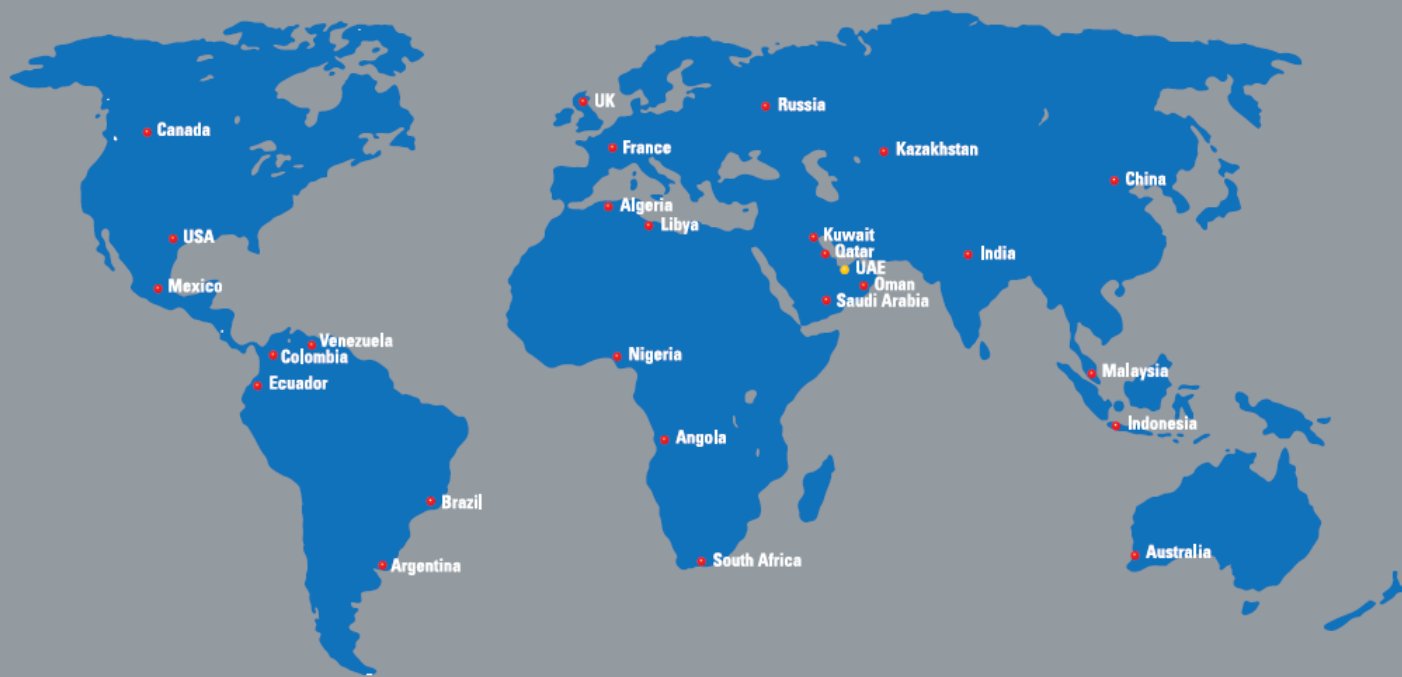 UK
Russia
Canada
France
Kazakhstan
China
Algeria
Libya
USA
Kuwait
Qatar
India
UAE
Mexico
Oman
Saudi Arabia
Venezuela
Colombia
Nigeria
Malaysia
Ecuador
Indonesia
Angola
Brazil
Australia
South Africa
Argentina